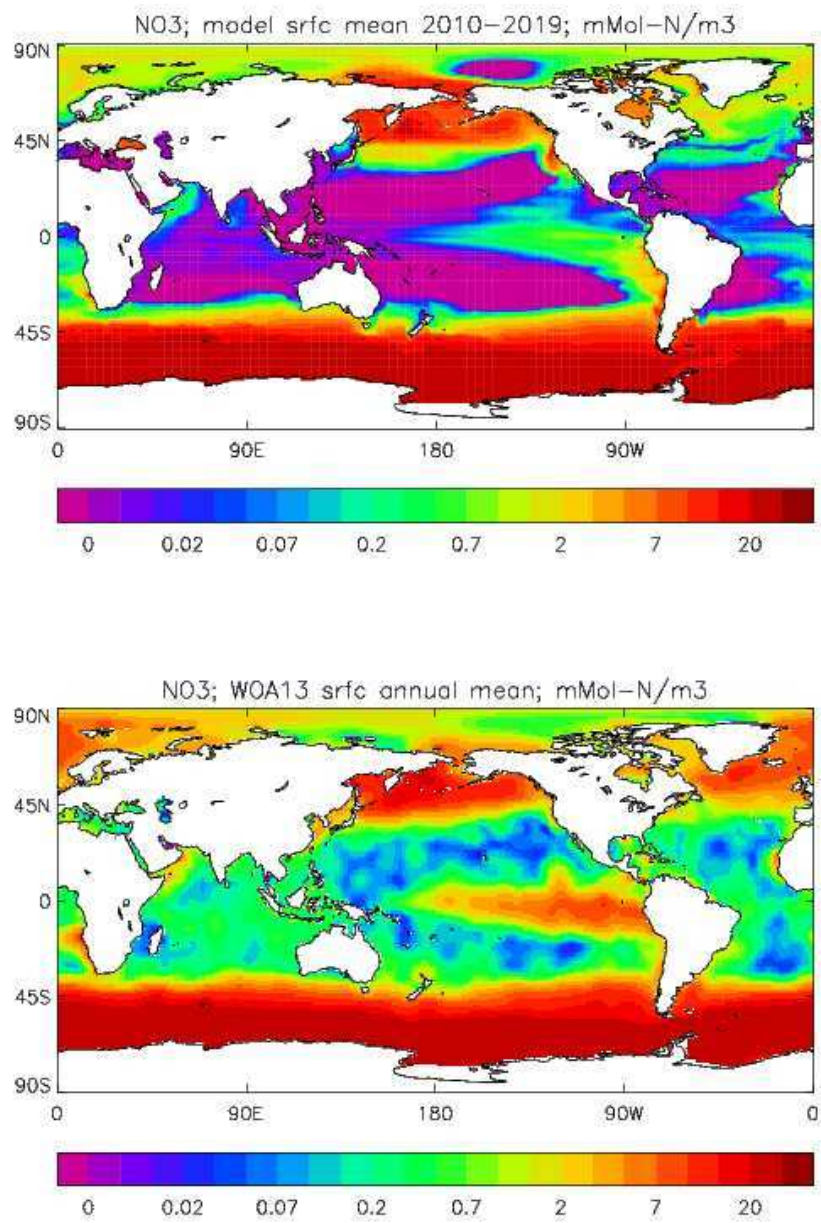 NO3; model srfc mean 2010-2019; mMol-N/m3
90N
45N
0
45S
90S
0 90E 180 90W
0 0.02 0.07 0.2 0.7 2 7 20
NO3; WOA13 srfc annual mean; mMol-N/m3
90N
45N
0
45S
90S
0 90E 180 90W 0
0 0.02 0.07 0.2 0.7 2 7 20